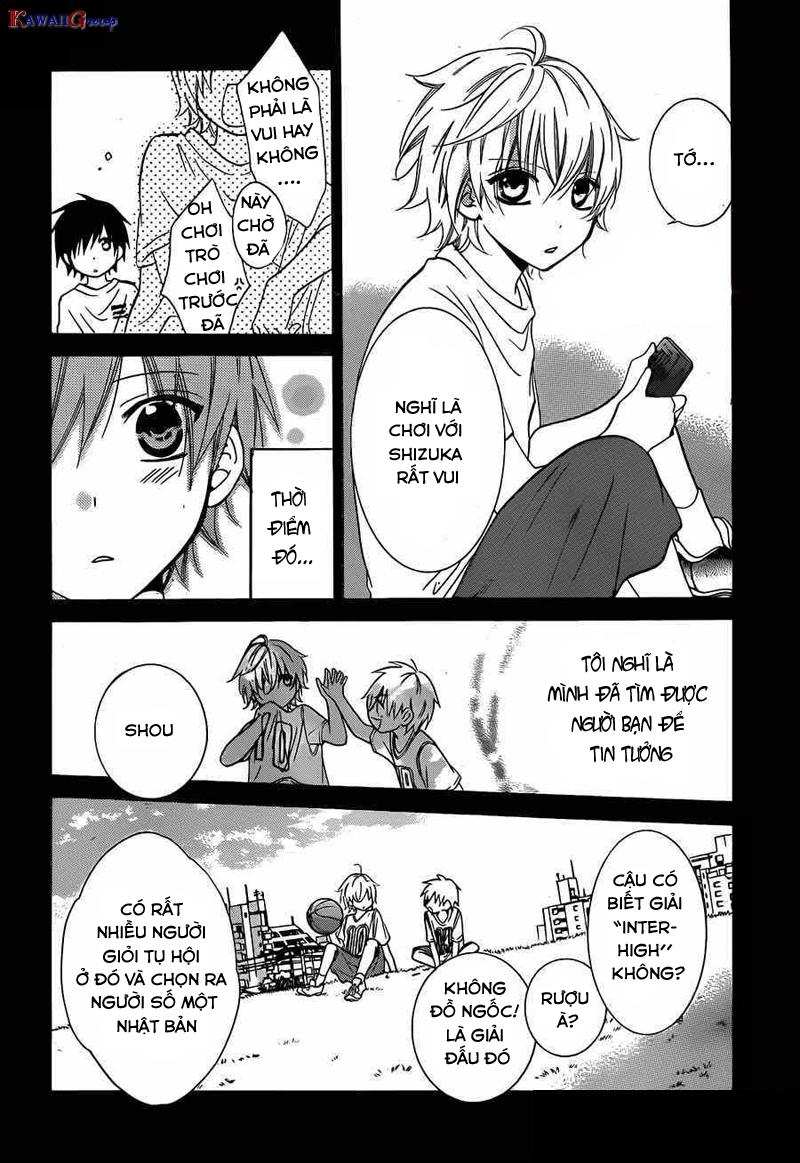 KAWAIIGroup
TỚ...
NGHĨ LÀ
CHƠI VỚI
SHIZUKA
RẤT VUI
KHÔNG
PHẢI LÀ
VUI HAY
KHÔNG
....
NÀY
CHỜ
ĐÃ
OH
CHƠI
TRÒ
CHƠI
TRƯỚC
ĐÃ
THỜI
ĐIỂM
ĐÓ...
TÔI NGHĨ LÀ
MÌNH ĐÃ TÌM ĐƯỢC
NGƯỜI BẠN ĐỂ
TIN TƯỞNG
SHOU
CẬU CÓ
BIẾT GIẢI
“INTER-
HIGH”
KHÔNG?
RƯỢU
À?
KHÔNG
ĐỒ NGỐC!
LÀ GIẢI
ĐẤU ĐÓ
CÓ RẤT
NHIỀU NGƯỜI
GIỎI TỤ HỘI
Ở ĐÓ VÀ CHỌN RA
NGƯỜI SỐ MỘT
NHẬT BẢN